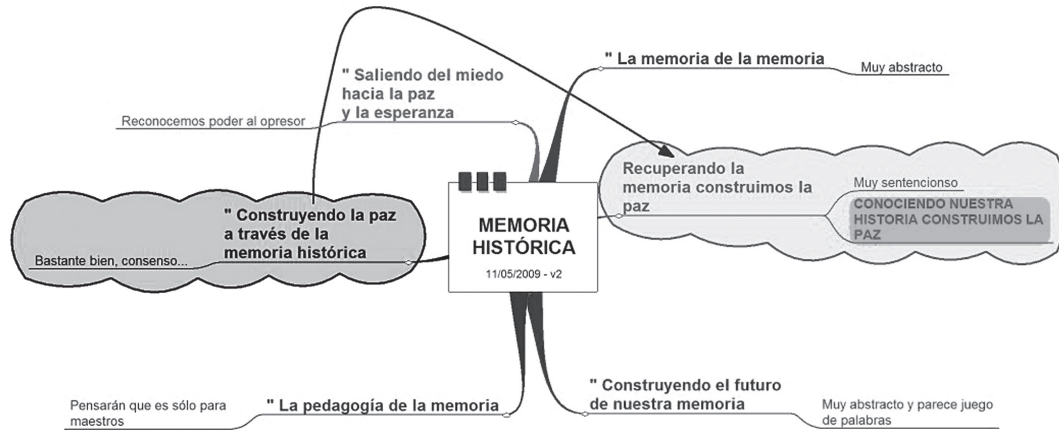 " La memoria de la memoria
Muy abstracto
" Saliendo del miedo
hacia la paz
y la esperanza
Reconocemos poder al opresor
Recuperando la
memoria construimos la
paz
Muy sentencionso
CONOCIENDO NUESTRA
HISTORIA CONSTRUIMOS LA
PAZ
" Construyendo la paz
a través de la
memoria histórica
Bastante bien, consenso...
MEMORIA
HISTÓRICA
11/05/2009 - v2
" La pedagogía de la memoria
Pensarán que es sólo para
maestros
" Construyendo el futuro
de nuestra memoria
Muy abstracto y parece juego
de palabras